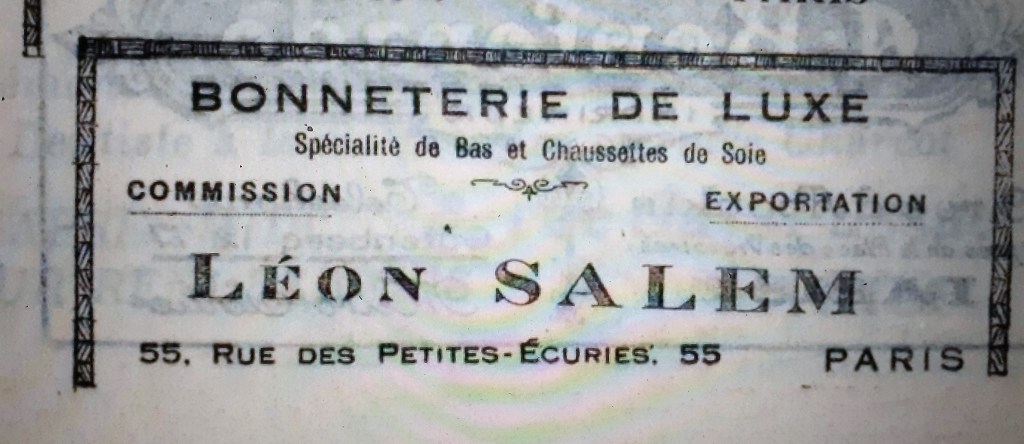 PARIS
BONNETERIE DE LUXE
Spécialité de Bas et Chaussettes de Soie
COMMISSION EXPORTATION
LÉON SALEM
55, RUE DES PETITES-ÉCURIES, 55 PARIS